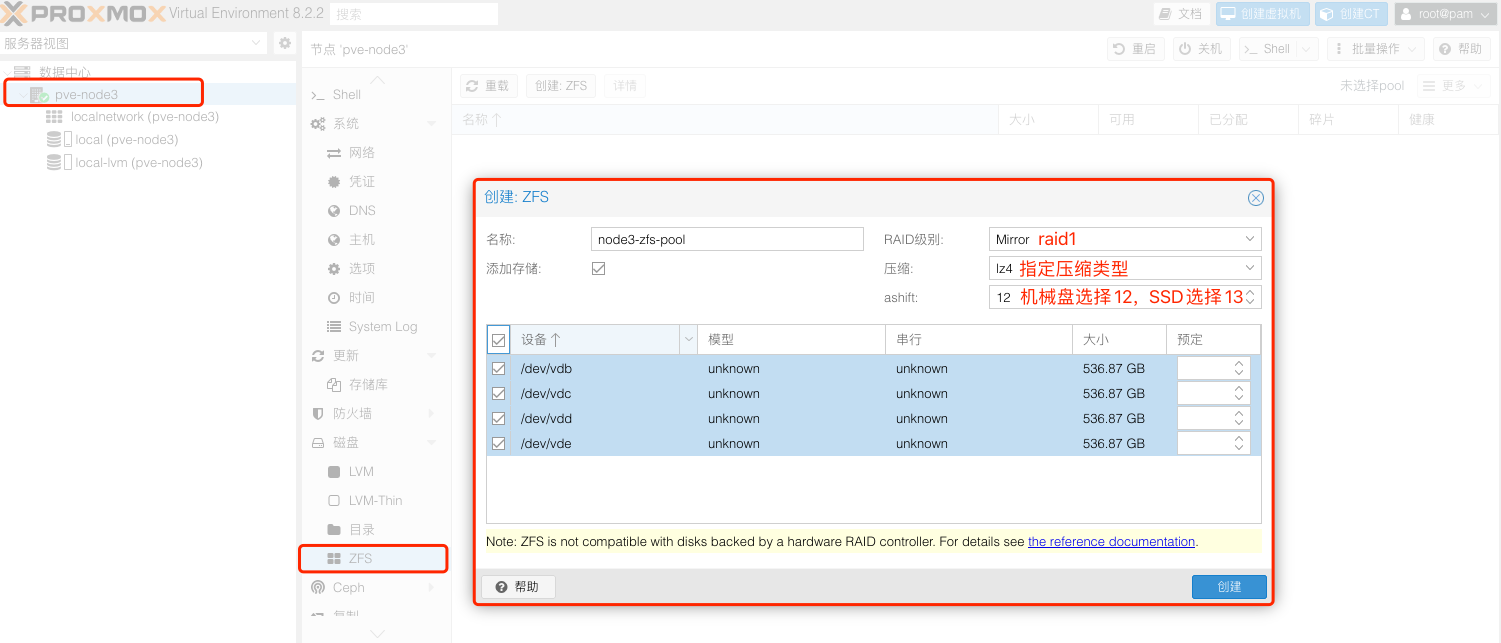 PROXMOX Virtual Environment 8.2.2 搜索 文档 创建虚拟机 创建CT root@pam
服务器视图
数据中心
pve-node3
localnetwork (pve-node3)
local (pve-node3)
local-lvm (pve-node3)
节点 'pve-node3' 重启 关机 >_ Shell 批量操作 帮助
>_ Shell
系统
网络
凭证
DNS
主机
选项
时间
System Log
更新
存储库
防火墙
磁盘
LVM
LVM-Thin
目录
ZFS
Ceph
复制
重载 创建: ZFS 详情 未选择pool 更多
名称 ↑ 大小 可用 已分配 碎片 健康
创建: ZFS
名称: node3-zfs-pool RAID级别: Mirror raid1
添加存储: 压缩: lz4 指定压缩类型
ashift: 12 机械盘选择12，SSD选择13
设备 ↑ 模型 串行 大小 预定
/dev/vdb unknown unknown 536.87 GB
/dev/vdc unknown unknown 536.87 GB
/dev/vdd unknown unknown 536.87 GB
/dev/vde unknown unknown 536.87 GB
Note: ZFS is not compatible with disks backed by a hardware RAID controller. For details see the reference documentation.
帮助 创建